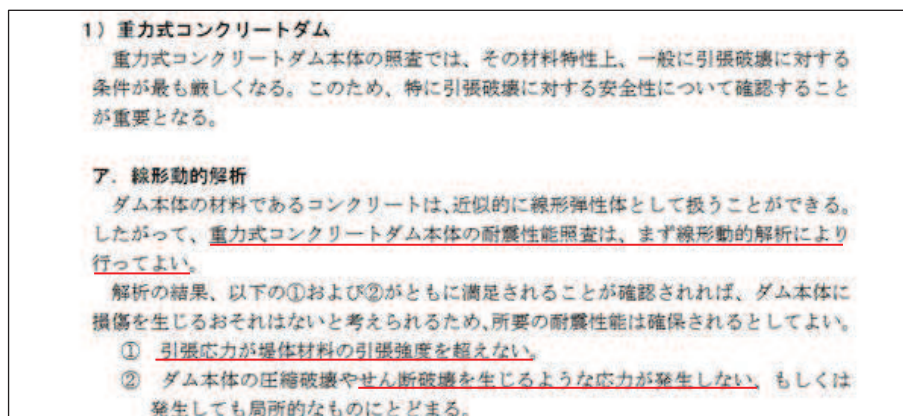 1）重力式コンクリートダム
重力式コンクリートダム本体の照査では、その材料特性上、一般に引張破壊に対する
条件が最も厳しくなる。このため、特に引張破壊に対する安全性について確認すること
が重要となる。
ア．線形動的解析
ダム本体の材料であるコンクリートは、近似的に線形弾性体として扱うことができる。
したがって、重力式コンクリートダム本体の耐震性能照査は、まず線形動的解析により
行ってよい。
解析の結果、以下の①および②がともに満足されることが確認されれば、ダム本体に
損傷を生じるおそれはないと考えられるため、所要の耐震性能は確保されるとしてよい。
① 引張応力が堤体材料の引張強度を超えない。
② ダム本体の圧縮破壊やせん断破壊を生じるような応力が発生しない、もしくは
発生しても局所的なものにとどまる。